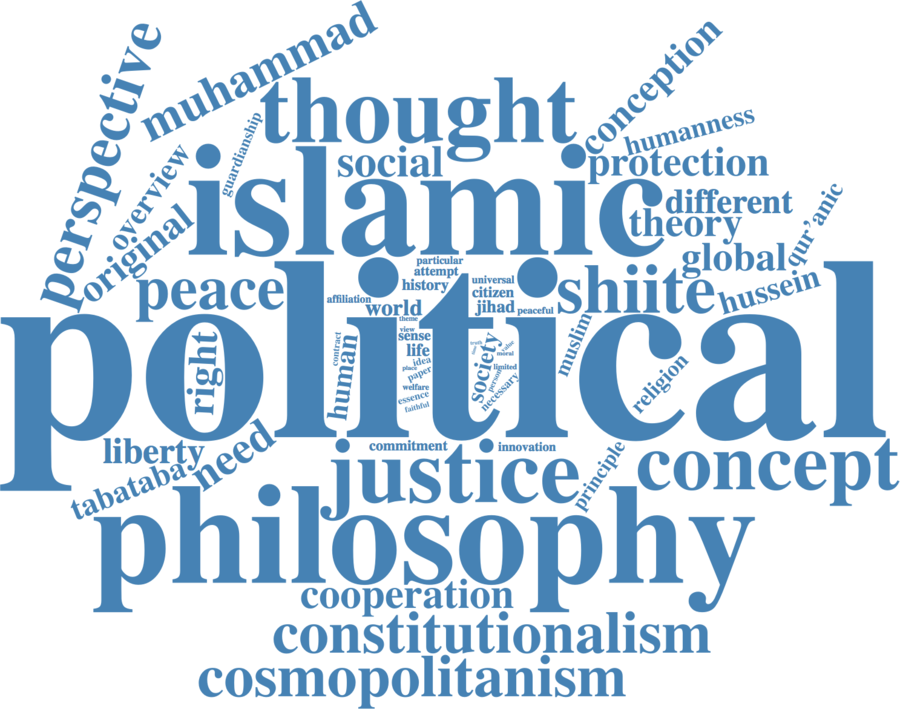 perspective
muhammad
thought
conception
humanness
guardianship
overview
original
islamic
social
protection
different
theory
global
qur'anic
peace
particular
attempt
history
universal
citizen
jihad
peaceful
shiite
hussein
affiliation
world
political
theme
view
sense
life
idea
place
paper
welfare
essence
faithful
contract
human
right
society
truth
value
moral
limited
person
necessary
muslim
religion
liberty
tabatabay
need
commitment
innovation
justice
principle
concept
philosophy
cooperation
constitutionalism
cosmopolitanism